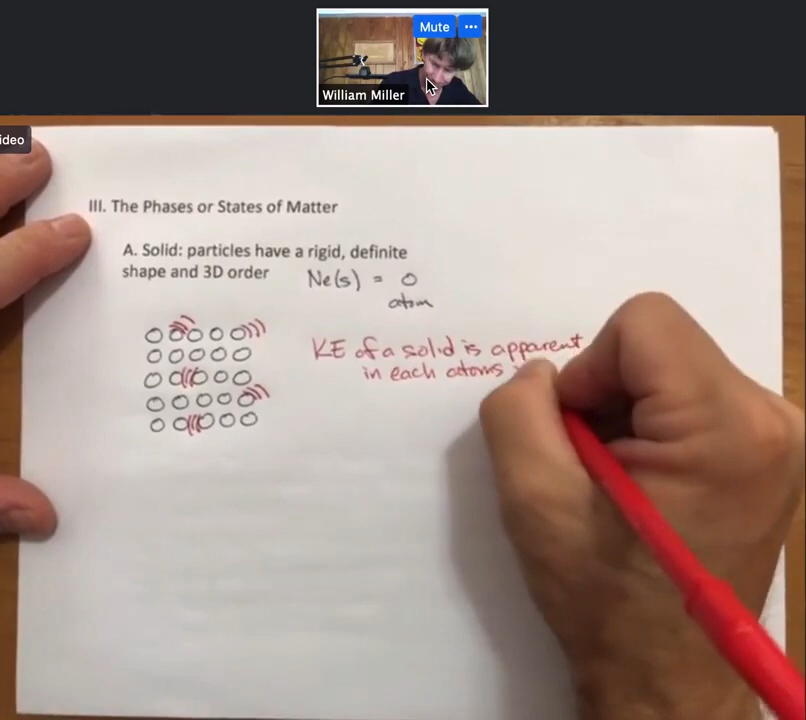 Mute
William Miller
ideo
III. The Phases or States of Matter
A. Solid: particles have a rigid, definite
shape and 3D order
Ne(s) = O
atom
KE of a solid is apparent
in each atoms